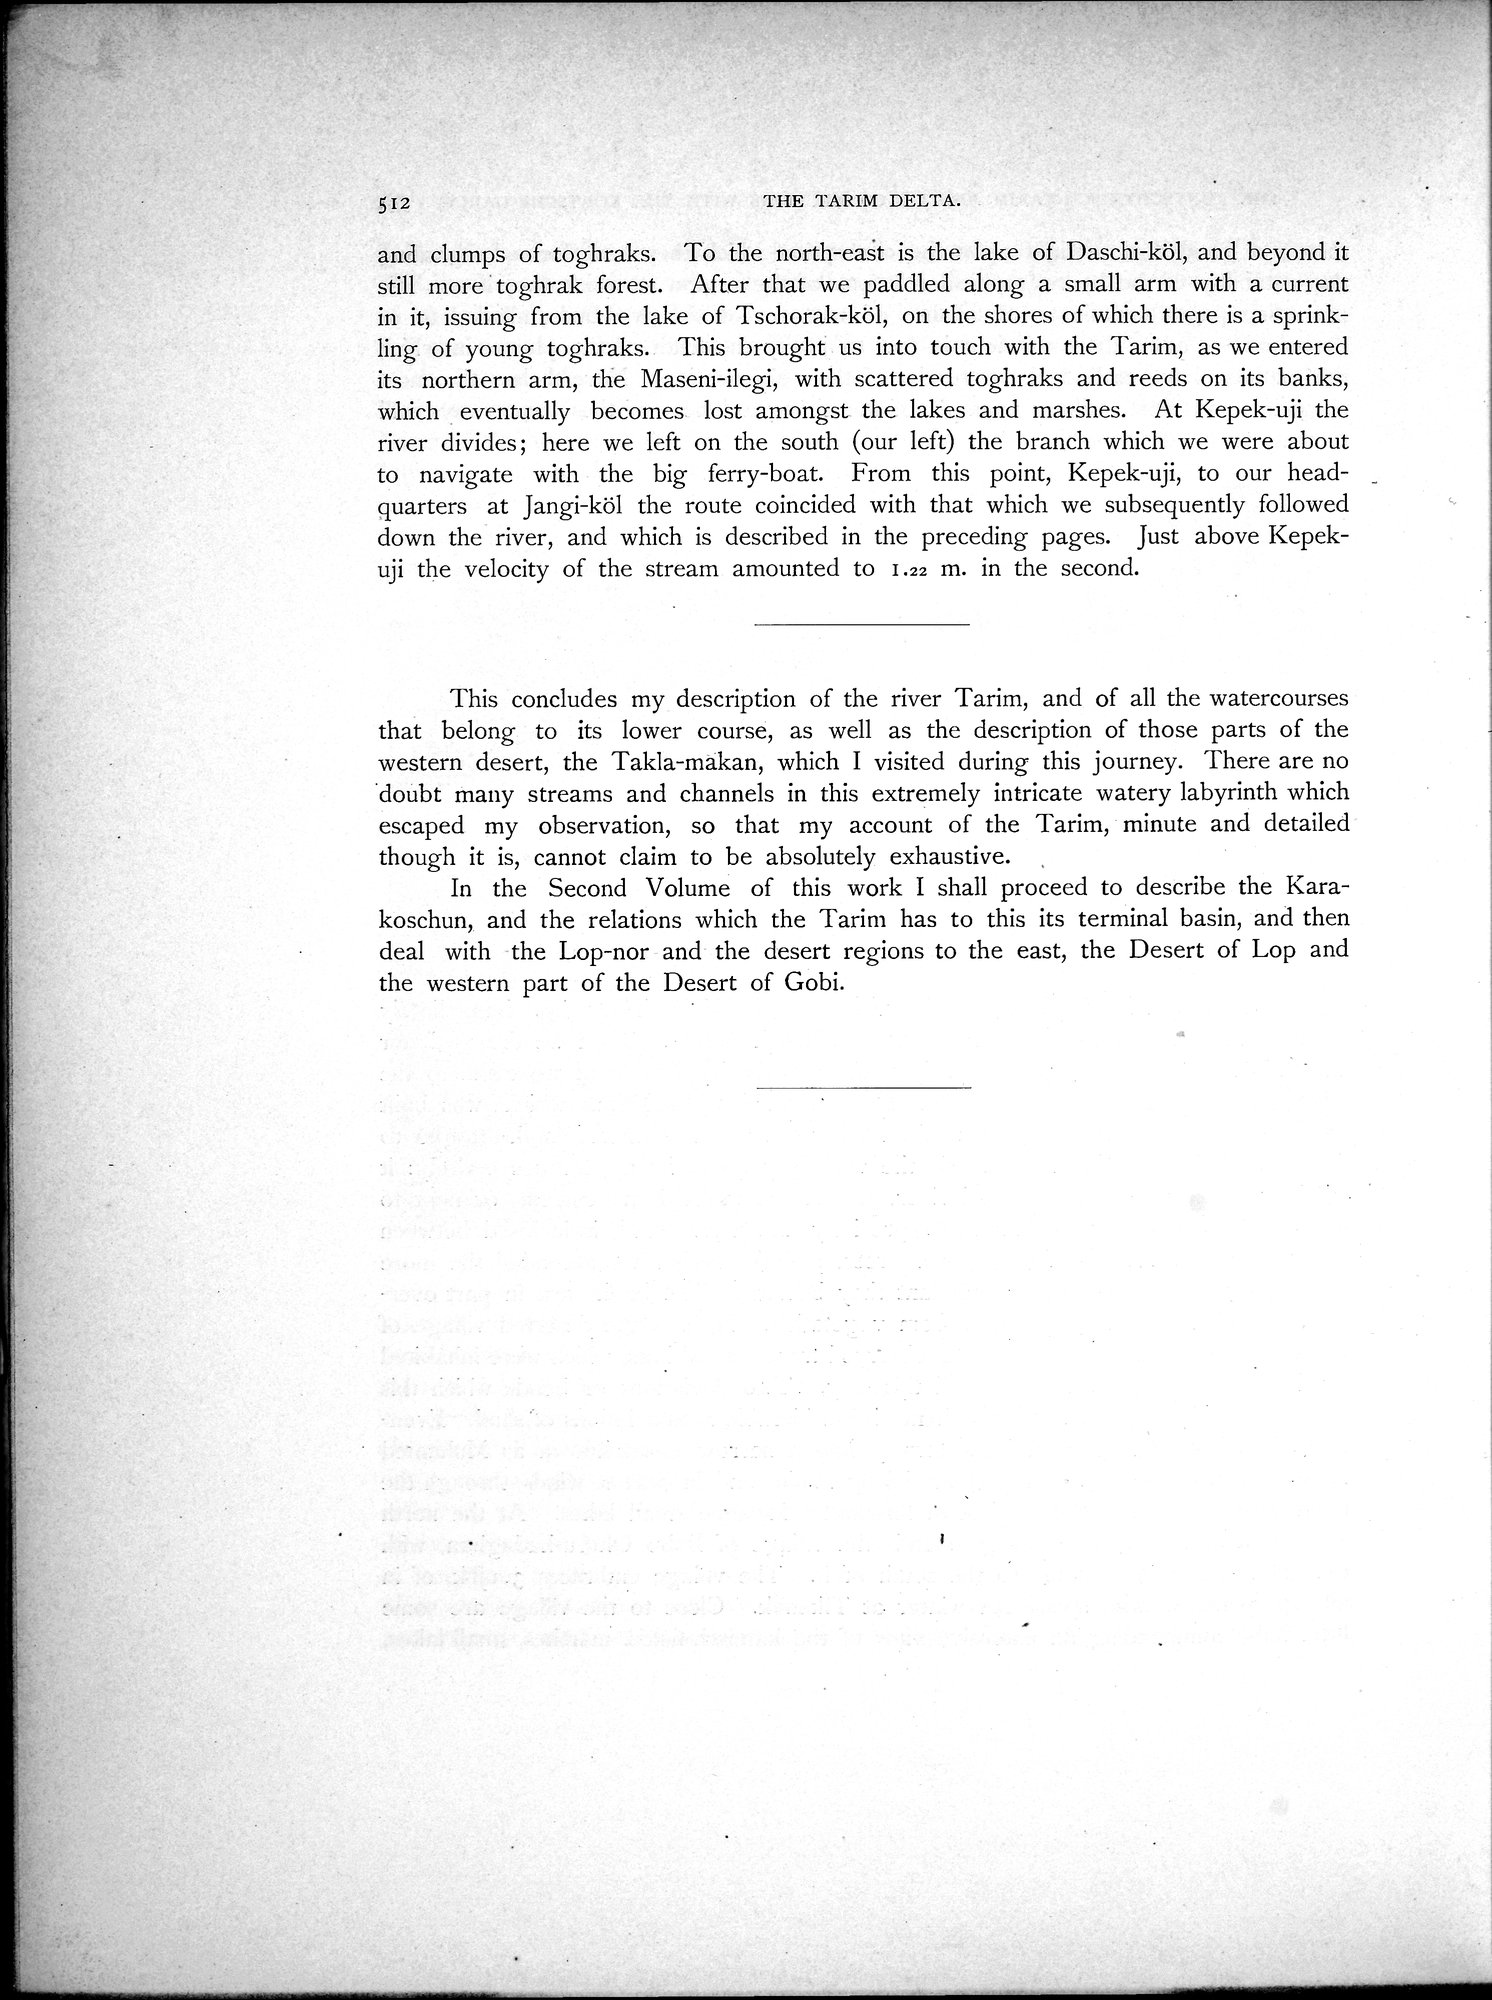 512 THE TARIM DELTA.
and clumps of toghraks. To the north-east is the lake of Daschi-köl, and beyond it
still more toghrak forest. After that we paddled along a small arm with a current
in it, issuing from the lake of Tschorak-köl, on the shores of which there is a sprink-
ling of young toghraks. This brought us into touch with the Tarim, as we entered
its northern arm, the Maseni-ilegi, with scattered toghraks and reeds on its banks,
which eventually becomes lost amongst the lakes and marshes. At Kepek-uji the
river divides; here we left on the south (our left) the branch which we were about
to navigate with the big ferry-boat. From this point, Kepek-uji, to our head-
quarters at Jangi-köl the route coincided with that which we subsequently followed
down the river, and which is described in the preceding pages. Just above Kepek-
uji the velocity of the stream amounted to 1.22 m. in the second.
This concludes my description of the river Tarim, and of all the watercourses
that belong to its lower course, as well as the description of those parts of the
western desert, the Takla-makan, which I visited during this journey. There are no
doubt many streams and channels in this extremely intricate watery labyrinth which
escaped my observation, so that my account of the Tarim, minute and detailed
though it is, cannot claim to be absolutely exhaustive.
In the Second Volume of this work I shall proceed to describe the Kara-
koschun, and the relations which the Tarim has to this its terminal basin, and then
deal with the Lop-nor and the desert regions to the east, the Desert of Lop and
the western part of the Desert of Gobi.